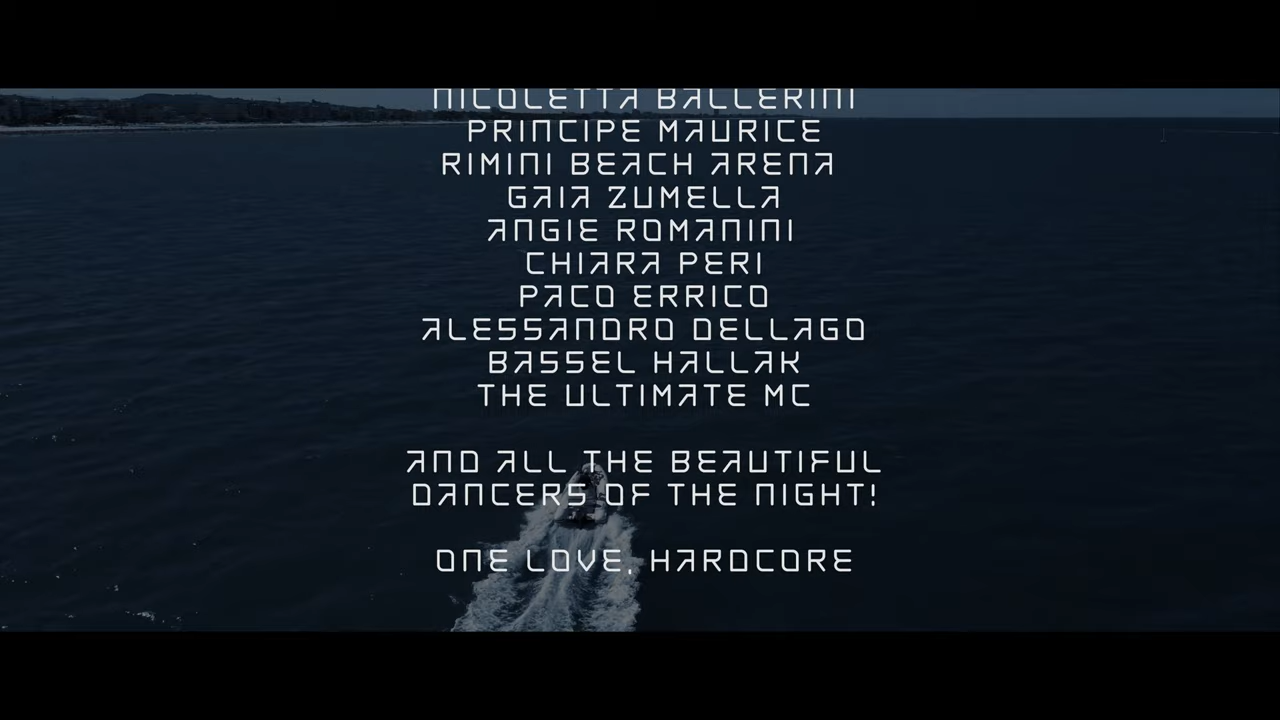 NICOLETTA BALLERINI
PRINCIPE MAURICE
RIMINI BEACH ARENA
GAIA ZUMELLA
ANGIE ROMANINI
CHIARA PERI
PACO ERRICO
ALESSANDRO DELLAGO
BASSEL HALLAK
THE ULTIMATE MC
AND ALL THE BEAUTIFUL
DANCERS OF THE NIGHT!
ONE LOVE, HARDCORE